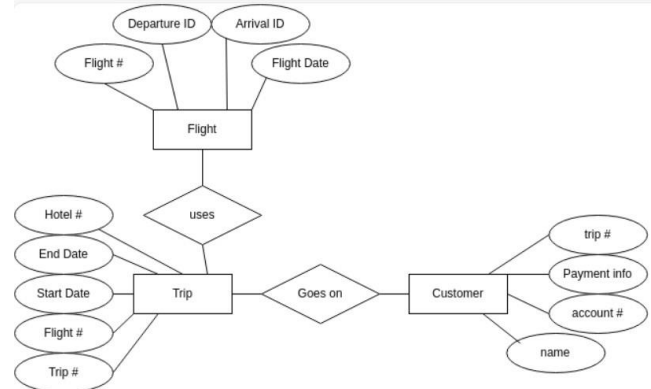 Departure ID
Arrival ID
Flight #
Flight Date
Flight
uses
Hotel #
End Date
Start Date
Flight #
Trip #
Trip
Goes on
Customer
trip #
Payment info
account #
name